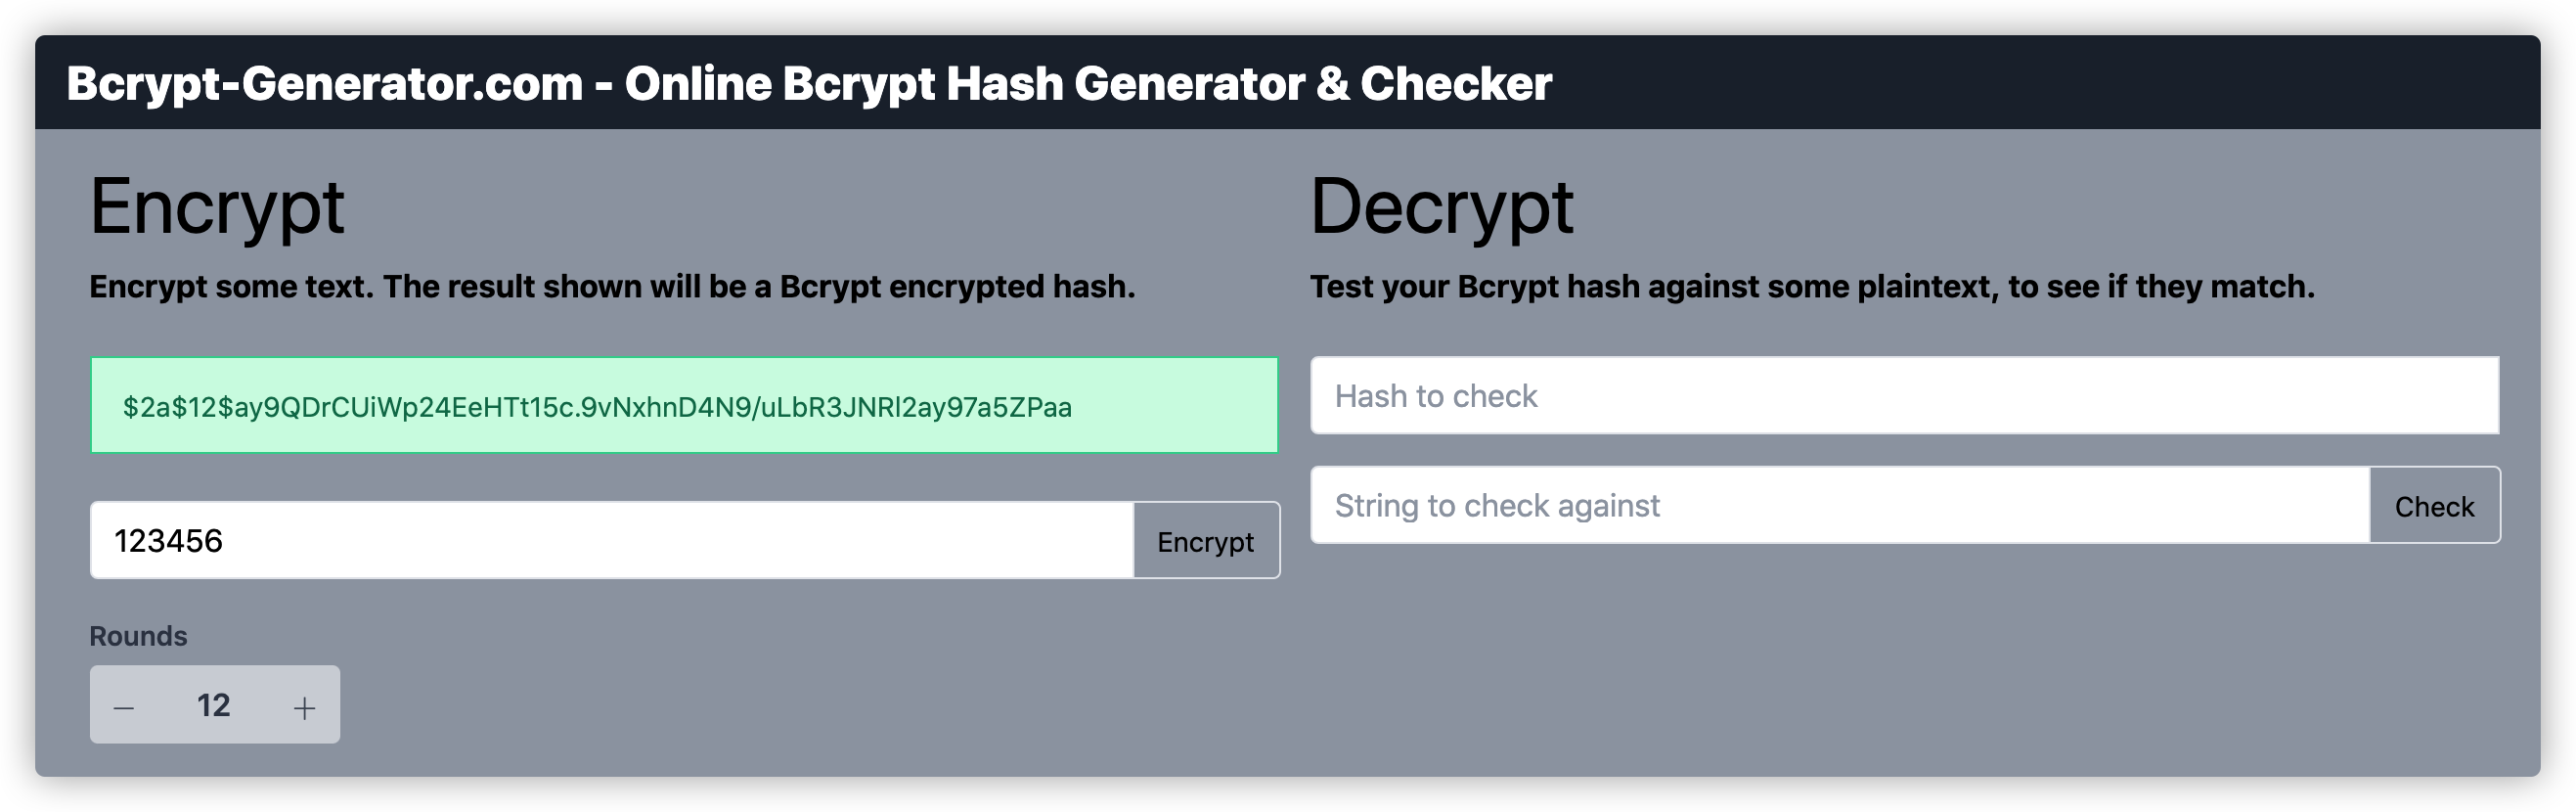 Bcrypt-Generator.com - Online Bcrypt Hash Generator & Checker
Encrypt
Encrypt some text. The result shown will be a Bcrypt encrypted hash.
$2a$12$ay9QDrCUiWp24EeHTt15c.9vNxhnD4N9/uLbR3JNRl2ay97a5ZPaa
123456
Encrypt
Rounds
− 12 +
Decrypt
Test your Bcrypt hash against some plaintext, to see if they match.
Hash to check
String to check against
Check